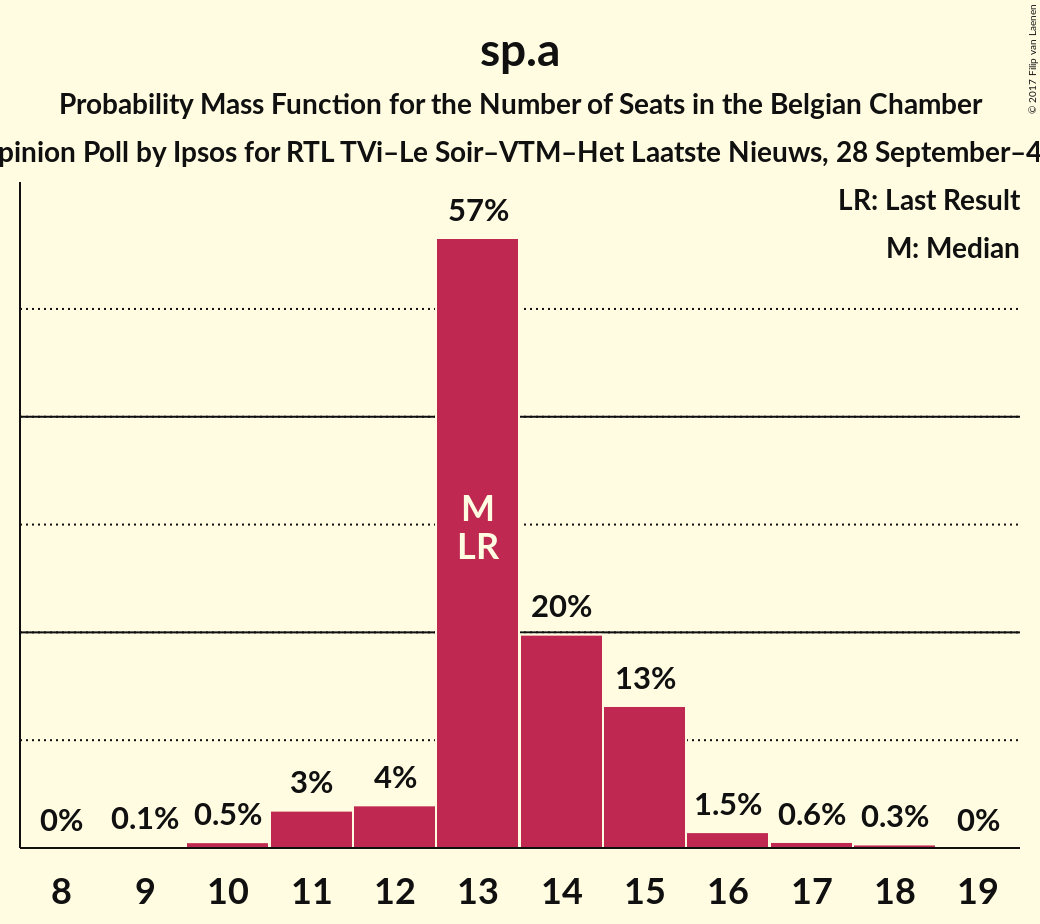 sp.a
Probability Mass Function for the Number of Seats in the Belgian Chamber
pinion Poll by Ipsos for RTL TVi–Le Soir–VTM–Het Laatste Nieuws, 28 September–4
© 2017 Filip van Laenen
LR: Last Result
M: Median
57%
M
LR
20%
13%
0% 0.1% 0.5% 3% 4% 1.5% 0.6% 0.3% 0%
8 9 10 11 12 13 14 15 16 17 18 19